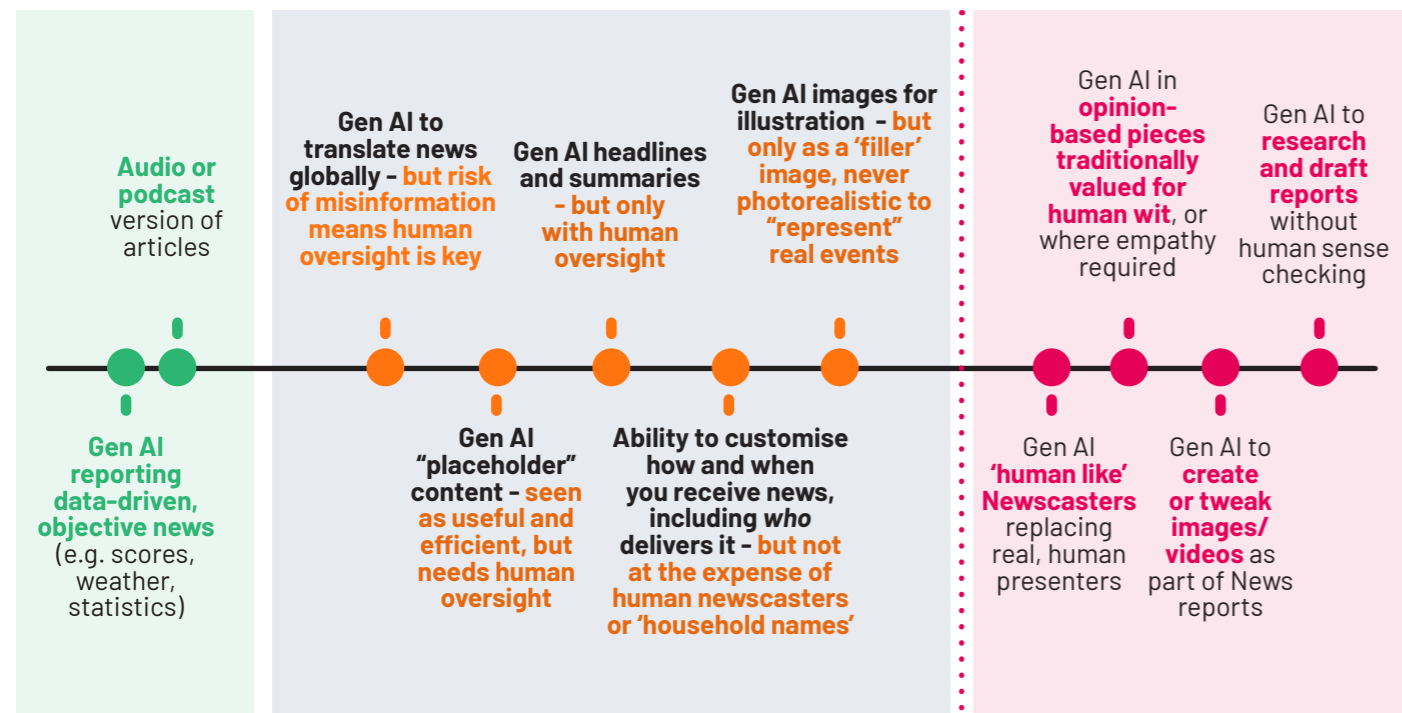 Audio or
podcast
version of
articles
Gen AI
reporting
data-driven,
objective news
(e.g. scores,
weather,
statistics)
Gen AI to
translate news
globally - but risk
of misinformation
means human
oversight is key
Gen AI
“placeholder”
content - seen
as useful and
efficient, but
needs human
oversight
Gen AI headlines
and summaries
- but only
with human
oversight
Ability to customise
how and when
you receive news,
including who
delivers it - but not
at the expense of
human newscasters
or ‘household names’
Gen AI images for
illustration - but
only as a ‘filler’
image, never
photorealistic to
“represent”
real events
Gen AI
‘human like’
Newscasters
replacing
real, human
presenters
Gen AI in
opinion-
based pieces
traditionally
valued for
human wit, or
where empathy
required
Gen AI to
create
or tweak
images/
videos as
part of News
reports
Gen AI to
research
and draft
reports
without
human sense
checking